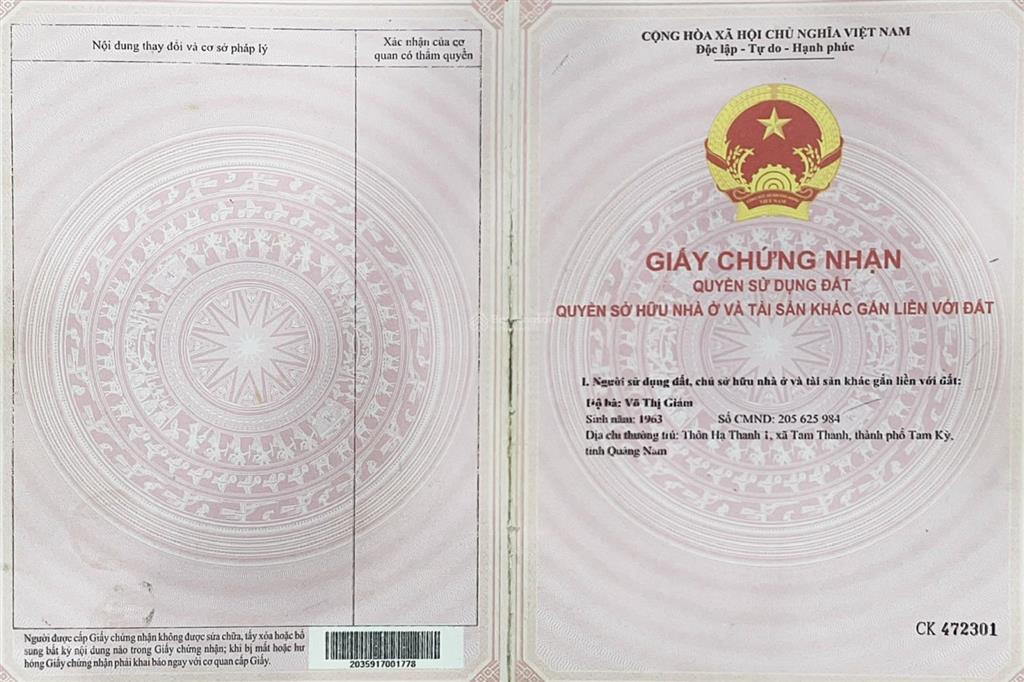 Nội dung thay đổi và cơ sở pháp lý
Xác nhận của cơ
quan có thẩm quyền
Người được cấp Giấy chứng nhận không được sửa chữa, tẩy xóa hoặc bổ
sung bất kỳ nội dung nào trong Giấy chứng nhận; khi bị mất hoặc hư
hỏng Giấy chứng nhận phải khai báo ngay với cơ quan cấp Giấy.
2035917001778
CỘNG HÒA XÃ HỘI CHỦ NGHĨA VIỆT NAM
Độc lập - Tự do - Hạnh phúc
VIỆT NAM
GIẤY CHỨNG NHẬN
QUYỀN SỬ DỤNG ĐẤT
QUYỀN SỞ HỮU NHÀ Ở VÀ TÀI SẢN KHÁC GẮN LIỀN VỚI ĐẤT
I. Người sử dụng đất, chủ sở hữu nhà ở và tài sản khác gắn liền với đất:
Hộ bà: Võ Thị Giám
Sinh năm: 1963 Số CMND: 205 625 984
Địa chỉ thường trú: Thôn Hạ Thanh 1, xã Tam Thanh, thành phố Tam Kỳ,
tỉnh Quảng Nam
CK 472301